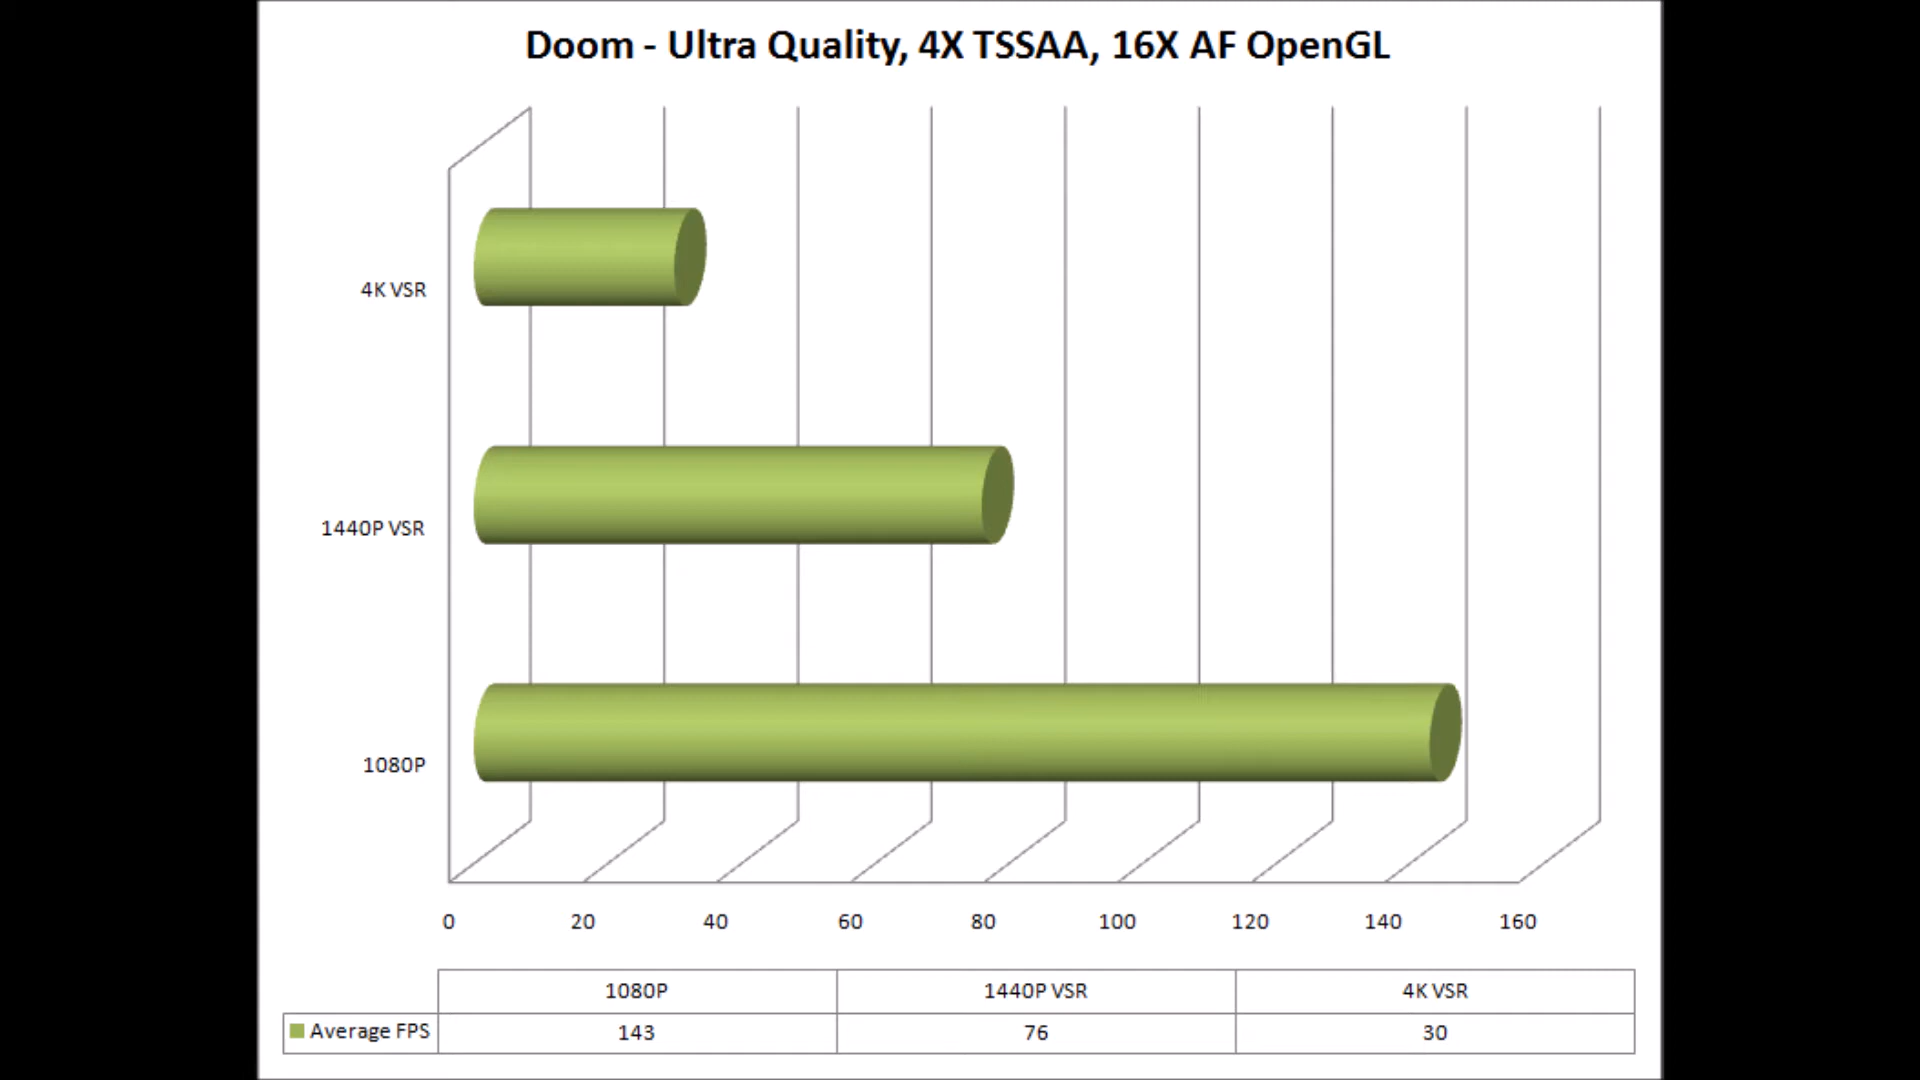 Doom - Ultra Quality, 4X TSSAA, 16X AF OpenGL
4K VSR
1440P VSR
1080P
0 20 40 60 80 100 120 140 160
1080P 1440P VSR 4K VSR
Average FPS 143 76 30